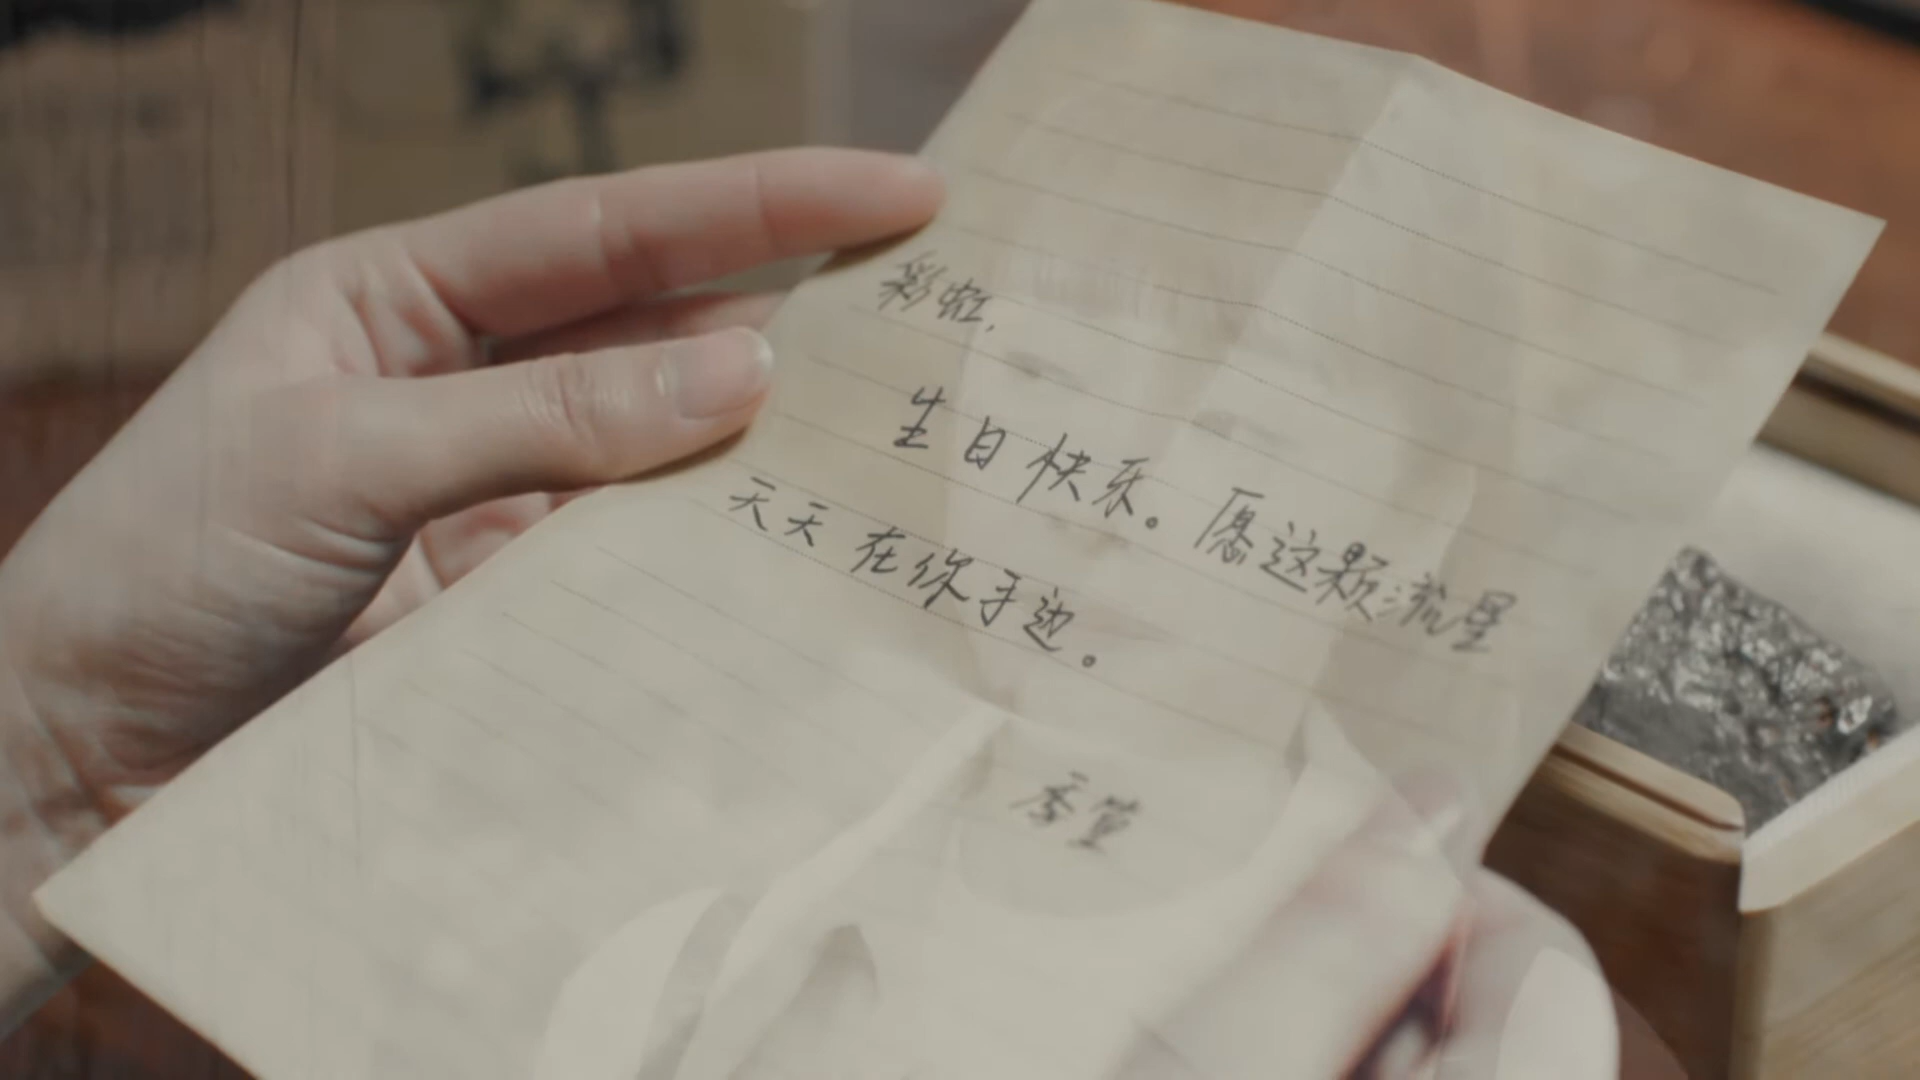 彩虹,
生日快乐。愿这颗流星
天天在你手边。